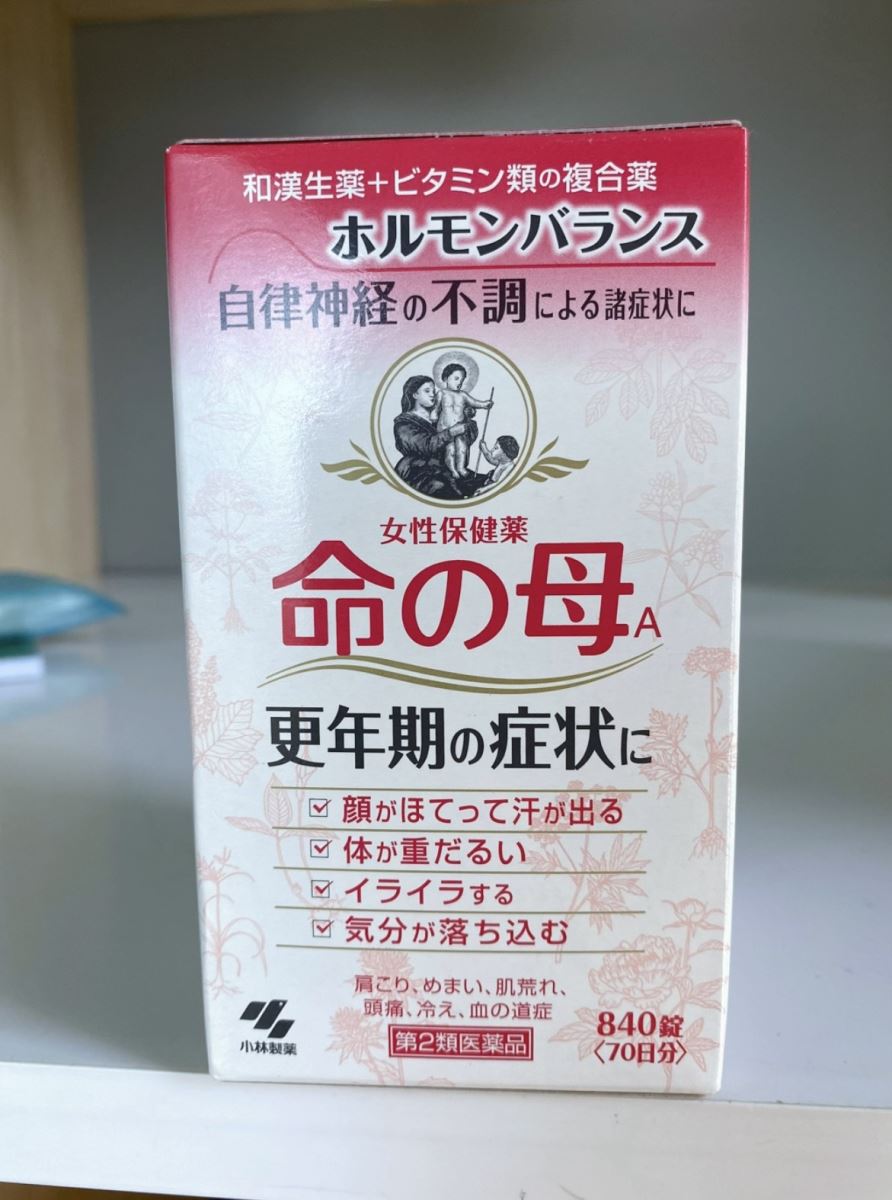 和漢生薬+ビタミン類の複合薬
ホルモンバランス
自律神経の不調による諸症状に
女性保健薬
命の母A
更年期の症状に
顔がほてって汗が出る
体が重だるい
イライラする
気分が落ち込む
肩こり、めまい、肌荒れ、
頭痛、冷え、血の道症
第2類医薬品
小林製薬
840錠
〈70日分〉